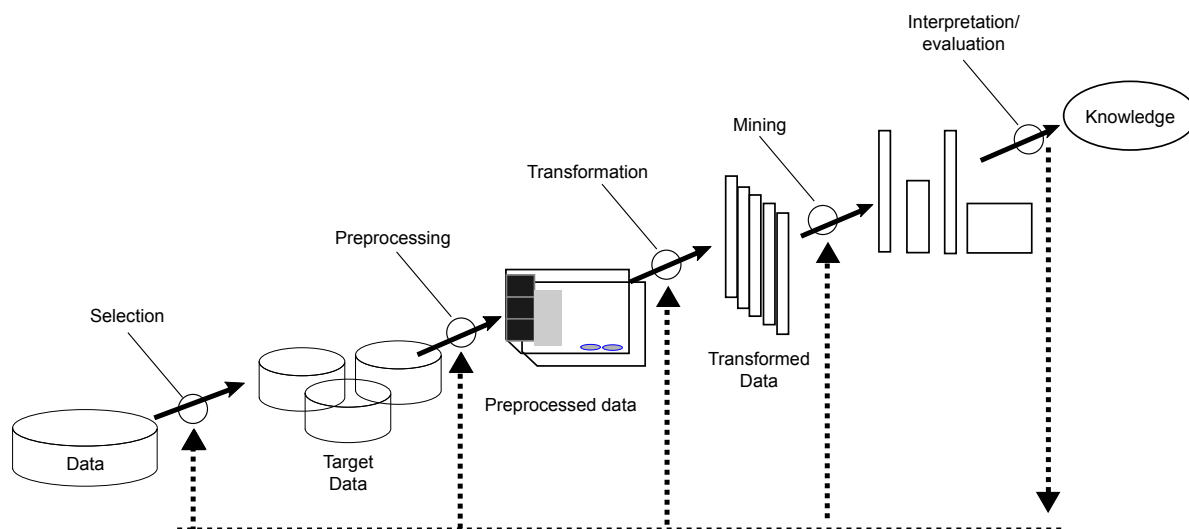 Interpretation/
evaluation
Knowledge
Mining
Transformation
Preprocessing
Selection
Transformed
Data
Preprocessed data
Data
Target
Data